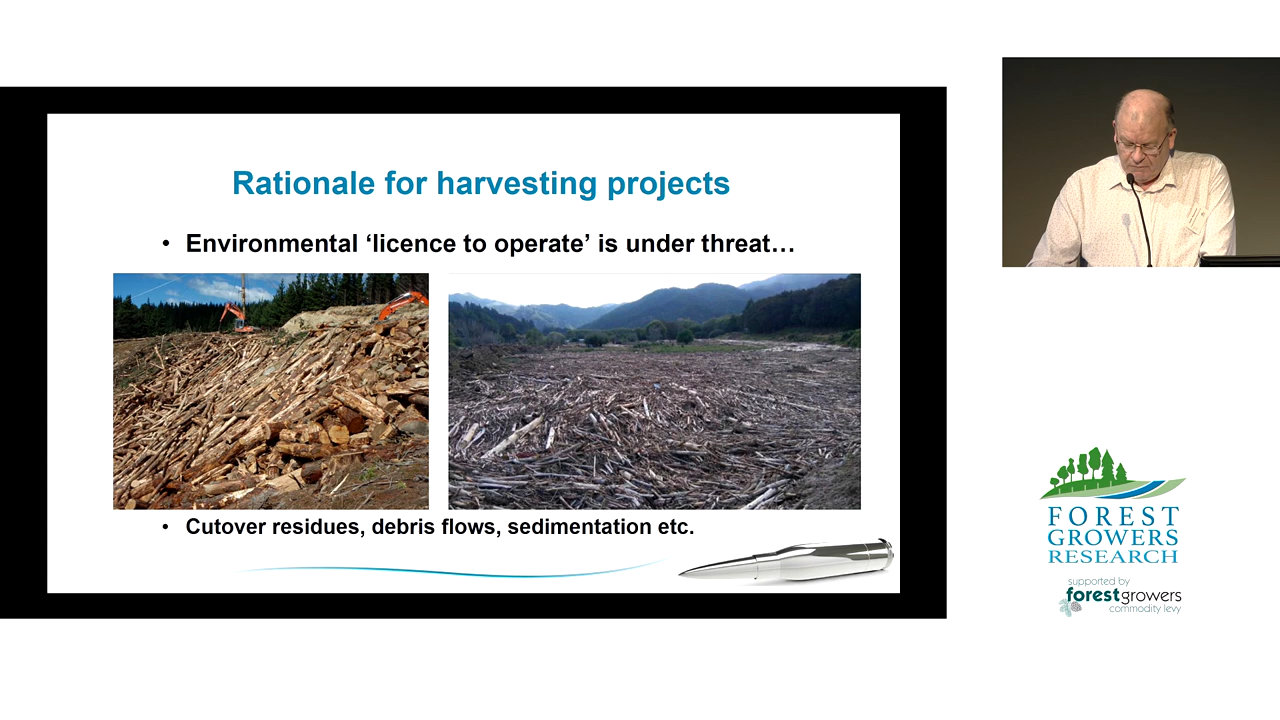 Rationale for harvesting projects
• Environmental ‘licence to operate’ is under threat…
• Cutover residues, debris flows, sedimentation etc.
FOREST
GROWERS
RESEARCH
supported by
forestgrowers
commodity levy